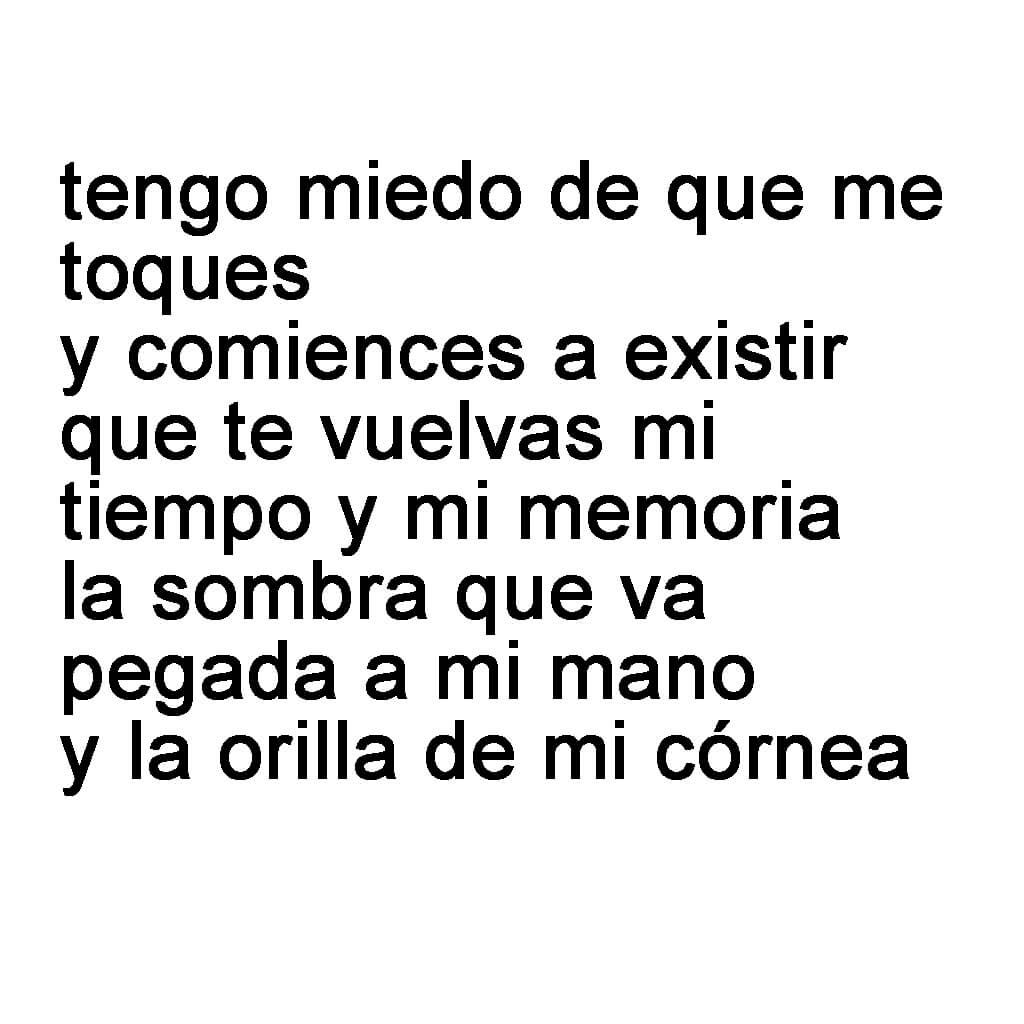 tengo miedo de que me
toques
y comiences a existir
que te vuelvas mi
tiempo y mi memoria
la sombra que va
pegada a mi mano
y la orilla de mi córnea